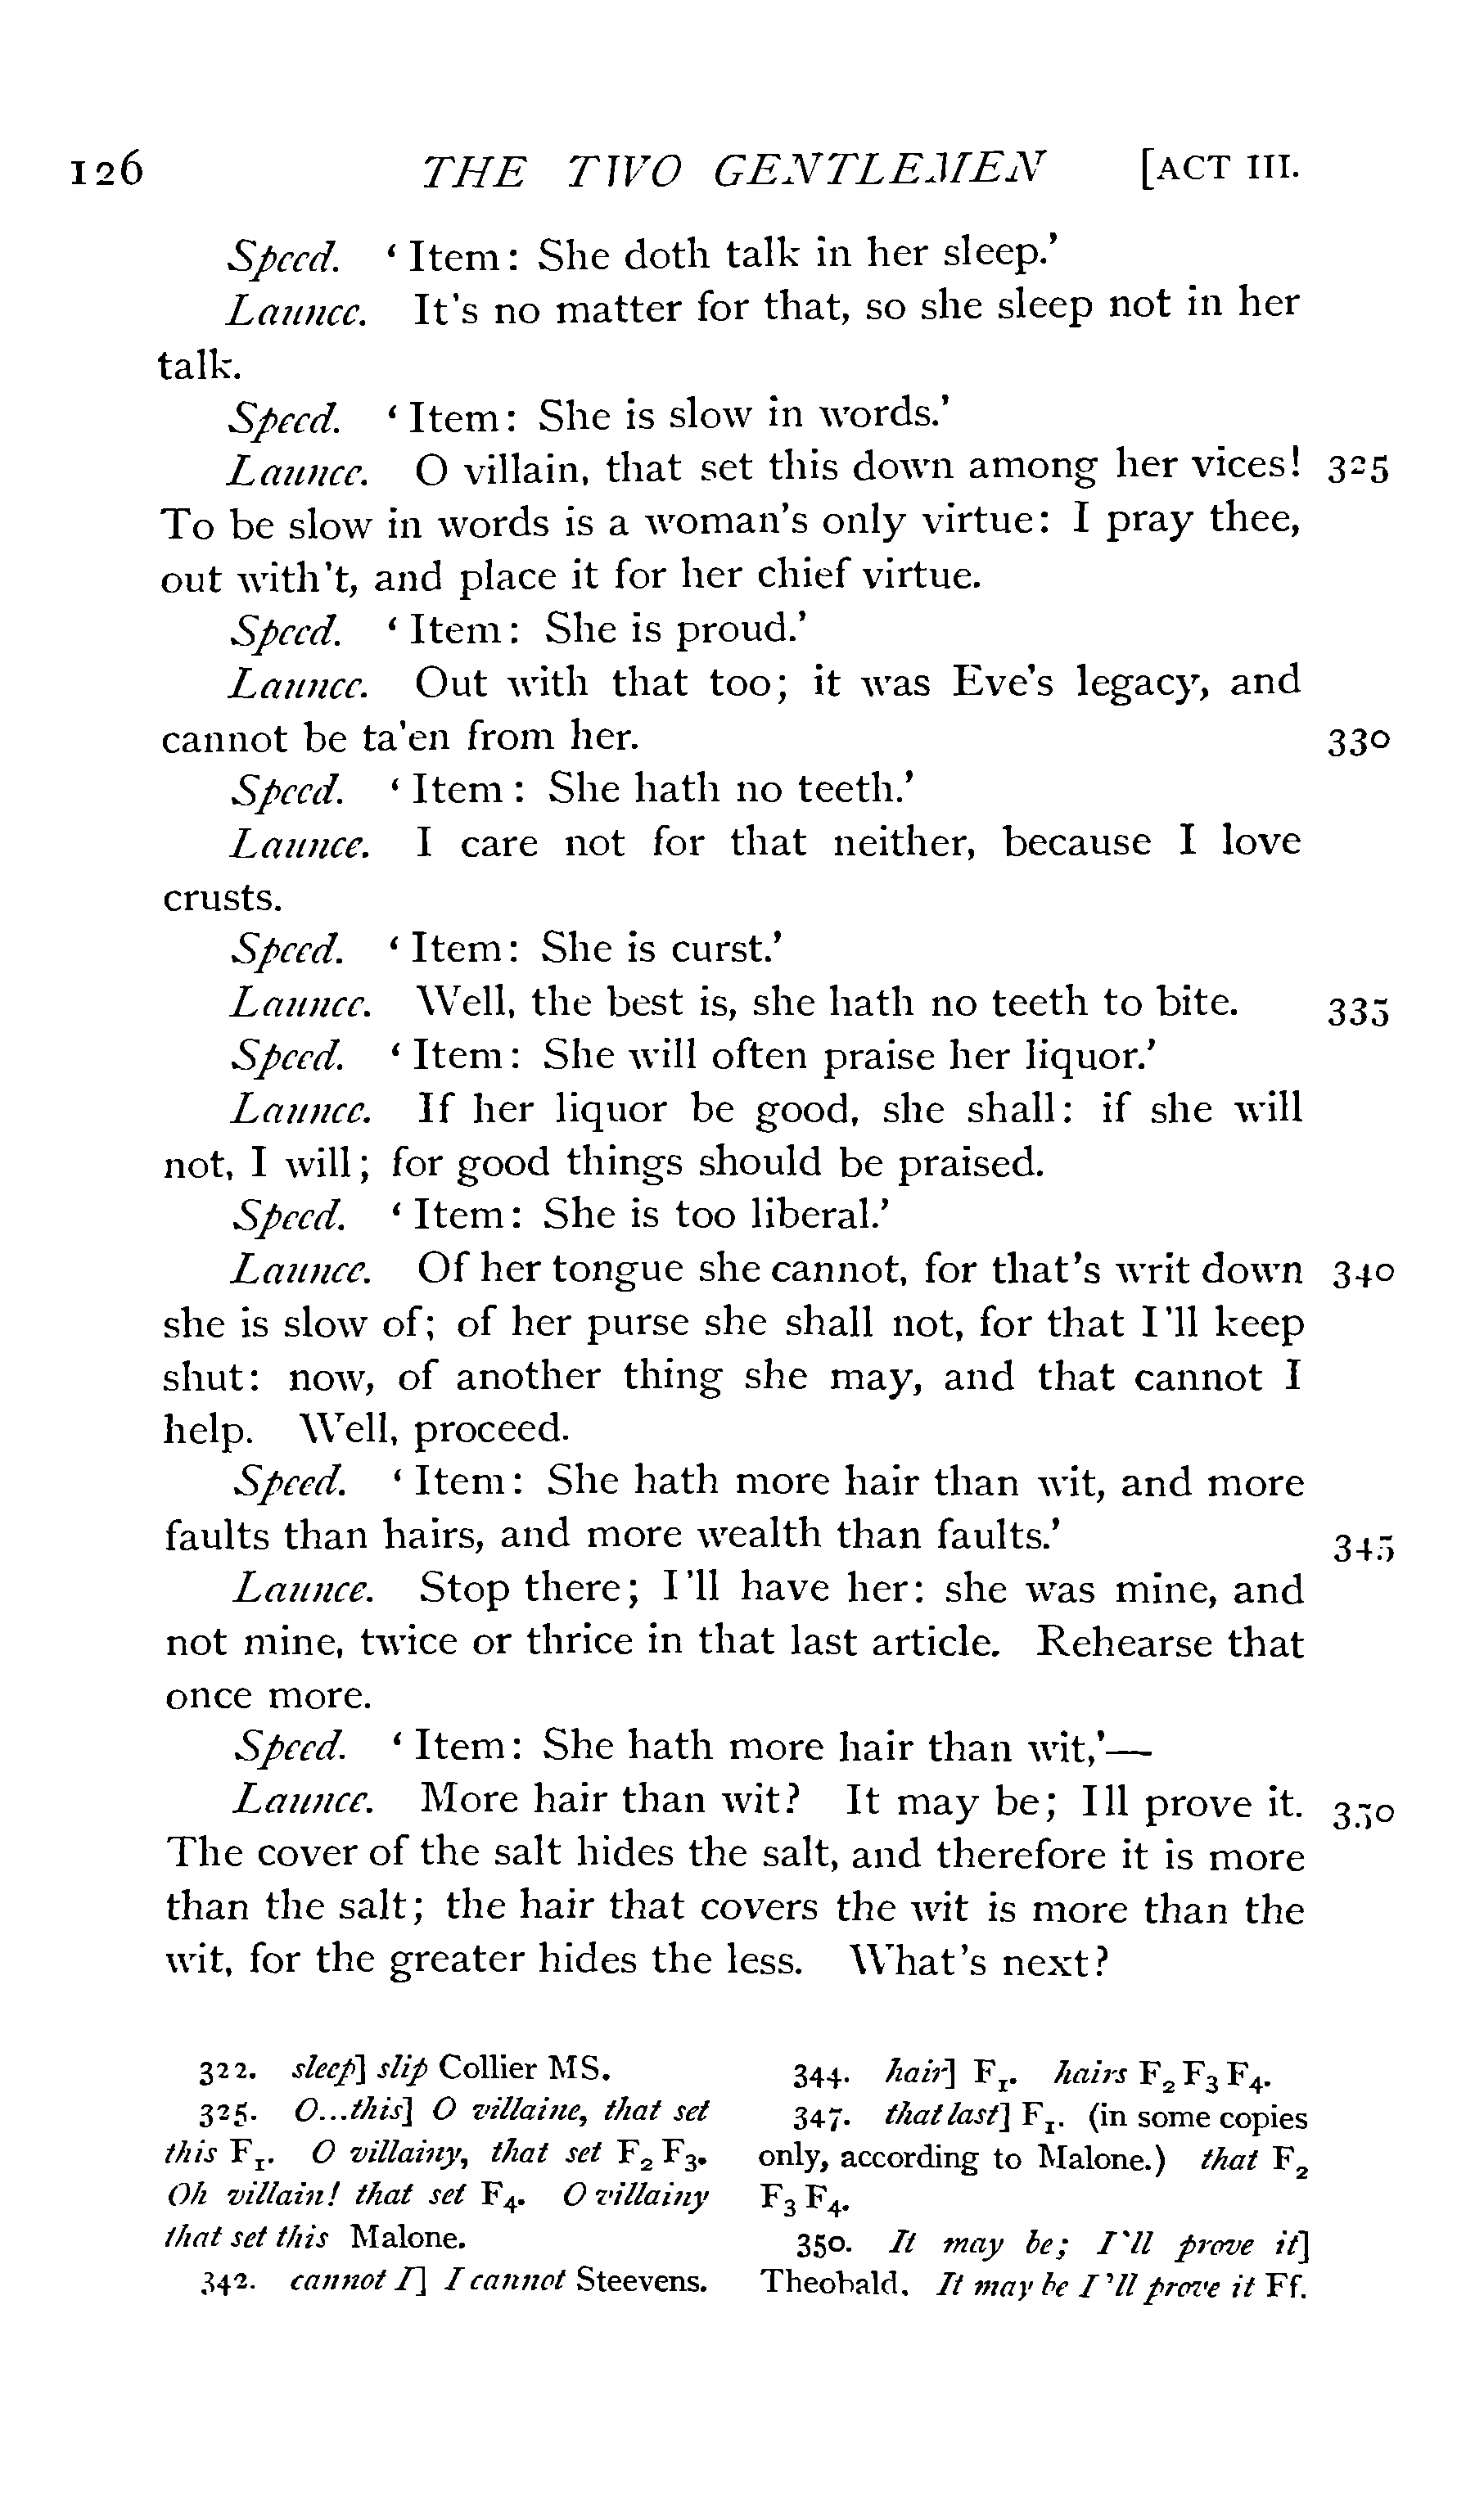 126 THE TWO GENTLEMEN [ACT III.
Speed. ‘Item: She doth talk in her sleep.’
Launce. It's no matter for that, so she sleep not in her
talk.
Speed. ‘Item: She is slow in words.’
Launce. O villain, that set this down among her vices! 325
To be slow in words is a woman's only virtue: I pray thee,
out with't, and place it for her chief virtue.
Speed. ‘Item: She is proud.’
Launce. Out with that too; it was Eve's legacy, and
cannot be ta'en from her. 330
Speed. ‘Item: She hath no teeth.’
Launce. I care not for that neither, because I love
crusts.
Speed. ‘Item: She is curst.’
Launce. Well, the best is, she hath no teeth to bite. 335
Speed. ‘Item: She will often praise her liquor.’
Launce. If her liquor be good, she shall: if she will
not, I will; for good things should be praised.
Speed. ‘Item: She is too liberal.’
Launce. Of her tongue she cannot, for that's writ down 340
she is slow of; of her purse she shall not, for that I'll keep
shut: now, of another thing she may, and that cannot I
help. Well, proceed.
Speed. ‘Item: She hath more hair than wit, and more
faults than hairs, and more wealth than faults.’ 345
Launce. Stop there; I'll have her: she was mine, and
not mine, twice or thrice in that last article. Rehearse that
once more.
Speed. ‘Item: She hath more hair than wit,’—
Launce. More hair than wit? It may be; Ill prove it. 350
The cover of the salt hides the salt, and therefore it is more
than the salt; the hair that covers the wit is more than the
wit, for the greater hides the less. What's next?
322. sleep] slip Collier MS.
325. O...this] O villaine, that set
this F1. O villainy, that set F2 F3.
Oh villain! that set F4. O villainy
that set this Malone.
342. cannot I] I cannot Steevens.
344. hair] F1. hairs F2 F3 F4.
347. that last] F1. (in some copies
only, according to Malone.) that F2
F3 F4.
350. It may be; I'll prove it]
Theobald. It may be I'll prove it Ff.